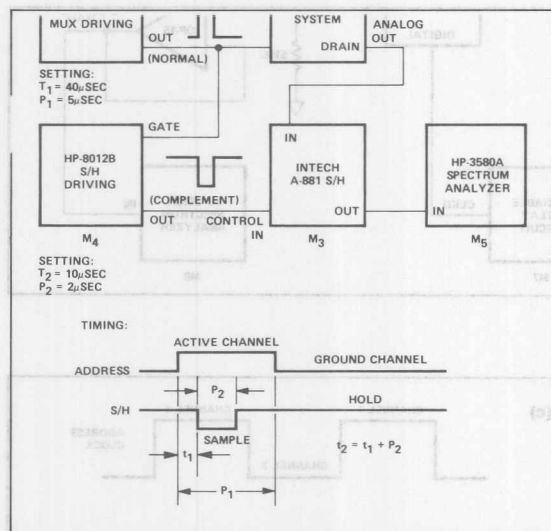 MUX DRIVING
OUT
(NORMAL)
SYSTEM
DRAIN
ANALOG
OUT
SETTING:
T1 = 40μSEC
P1 = 5μSEC
GATE
HP-8012B
S/H
DRIVING
(COMPLEMENT)
OUT
CONTROL
IN
IN
INTECH
A-881 S/H
OUT
HP-3580A
SPECTRUM
ANALYZER
IN
M4
M3
M5
SETTING:
T2 = 10μSEC
P2 = 2μSEC
TIMING:
ACTIVE CHANNEL
ADDRESS
GROUND CHANNEL
P2
S/H
HOLD
SAMPLE
t1
t2 = t1 + P2
P1